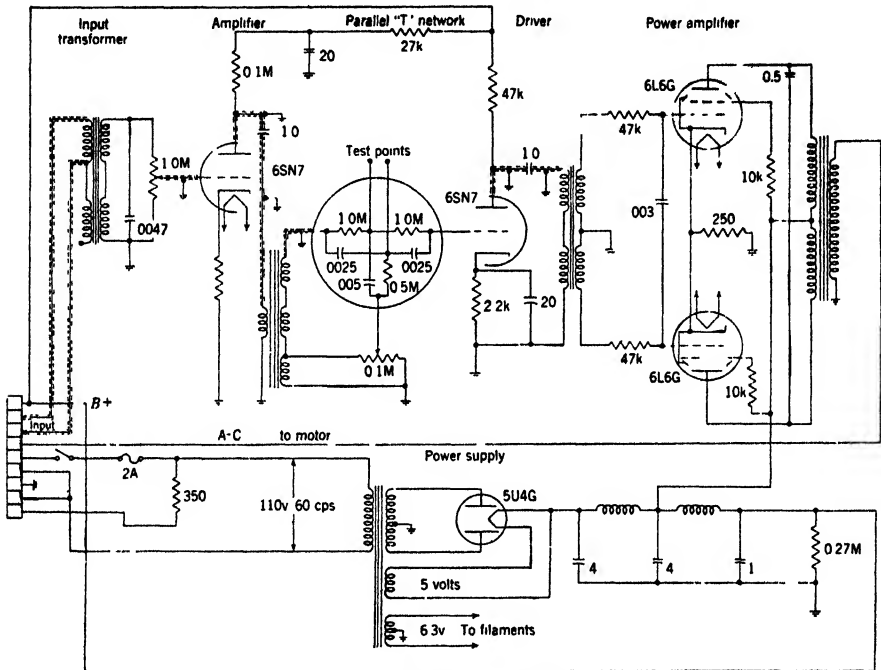 Input transformer
Amplifier
Parallel "T" network
Driver
Power amplifier
27k
20
0 1M
47k
6L6G
0.5
47k
1 0
Test points
1 0
1 0M
6SN7
6SN7
10k
1 0M
1 0M
003
250
0047
0025
0025
005
0 5M
2 2k
20
47k
0 1M
6L6G
10k
B+
Input
A-C to motor
Power supply
2A
350
110v 60 cps
5U4G
4
4
1
0 27M
5 volts
6 3v To filaments